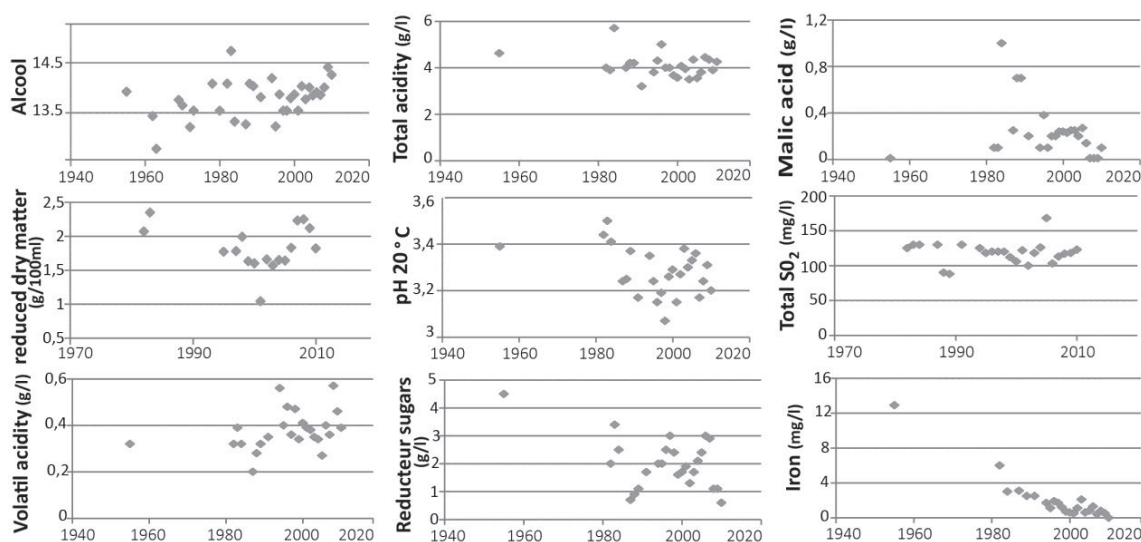 Alcool
14.5
13.5
1940 1960 1980 2000 2020
Total acidity (g/l)
6
4
2
0
1940 1960 1980 2000 2020
Malic acid (g/l)
1,2
0,8
0,4
0
1940 1960 1980 2000 2020
reduced dry matter
(g/100ml)
2,5
2
1,5
1
0,5
1970 1990 2010
pH 20°C
3,6
3,4
3,2
3
1940 1960 1980 2000 2020
Total S0₂ (mg/l)
200
150
100
50
0
1970 1990 2010
Volatil acidity (g/l)
0,6
0,4
0,2
0
1940 1960 1980 2000 2020
Reducteur sugars
(g/l)
5
4
3
2
1
0
1940 1960 1980 2000 2020
Iron (mg/l)
16
12
8
4
0
1940 1960 1980 2000 2020